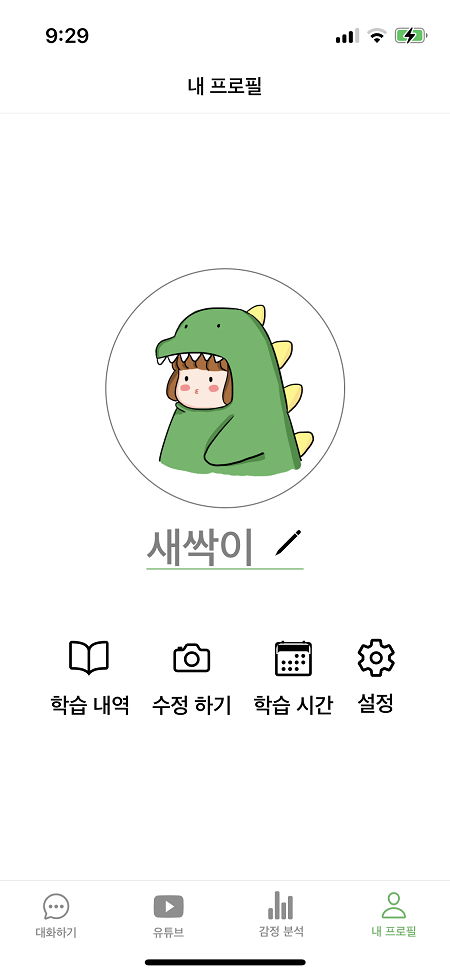 9:29
내 프로필
새싹이
학습 내역 수정 하기 학습 시간 설정
대화하기 유튜브 감정 분석 내 프로필